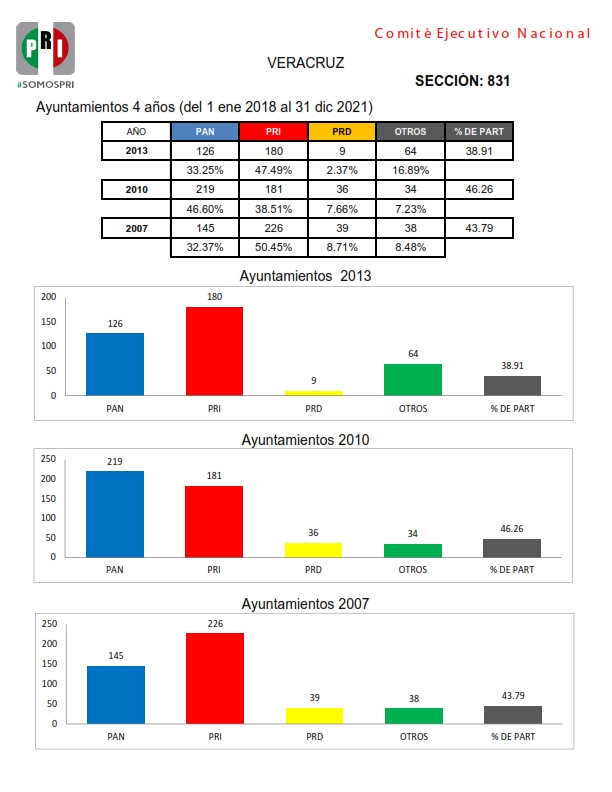 Comité Ejecutivo Nacional
PRI
#SOMOSPRI
VERACRUZ
SECCIÓN: 831
Ayuntamientos 4 años (del 1 ene 2018 al 31 dic 2021)
AÑO PAN PRI PRD OTROS % DE PART
2013 126 180 9 64 38.91
33.25% 47.49% 2.37% 16.89%
2010 219 181 36 34 46.26
46.60% 38.51% 7.66% 7.23%
2007 145 226 39 38 43.79
32.37% 50.45% 8.71% 8.48%
Ayuntamientos 2013
200
150
100
50
0
126 180 9 64 38.91
PAN PRI PRD OTROS % DE PART
Ayuntamientos 2010
250
200
150
100
50
0
219 181 36 34 46.26
PAN PRI PRD OTROS % DE PART
Ayuntamientos 2007
250
200
150
100
50
0
145 226 39 38 43.79
PAN PRI PRD OTROS % DE PART